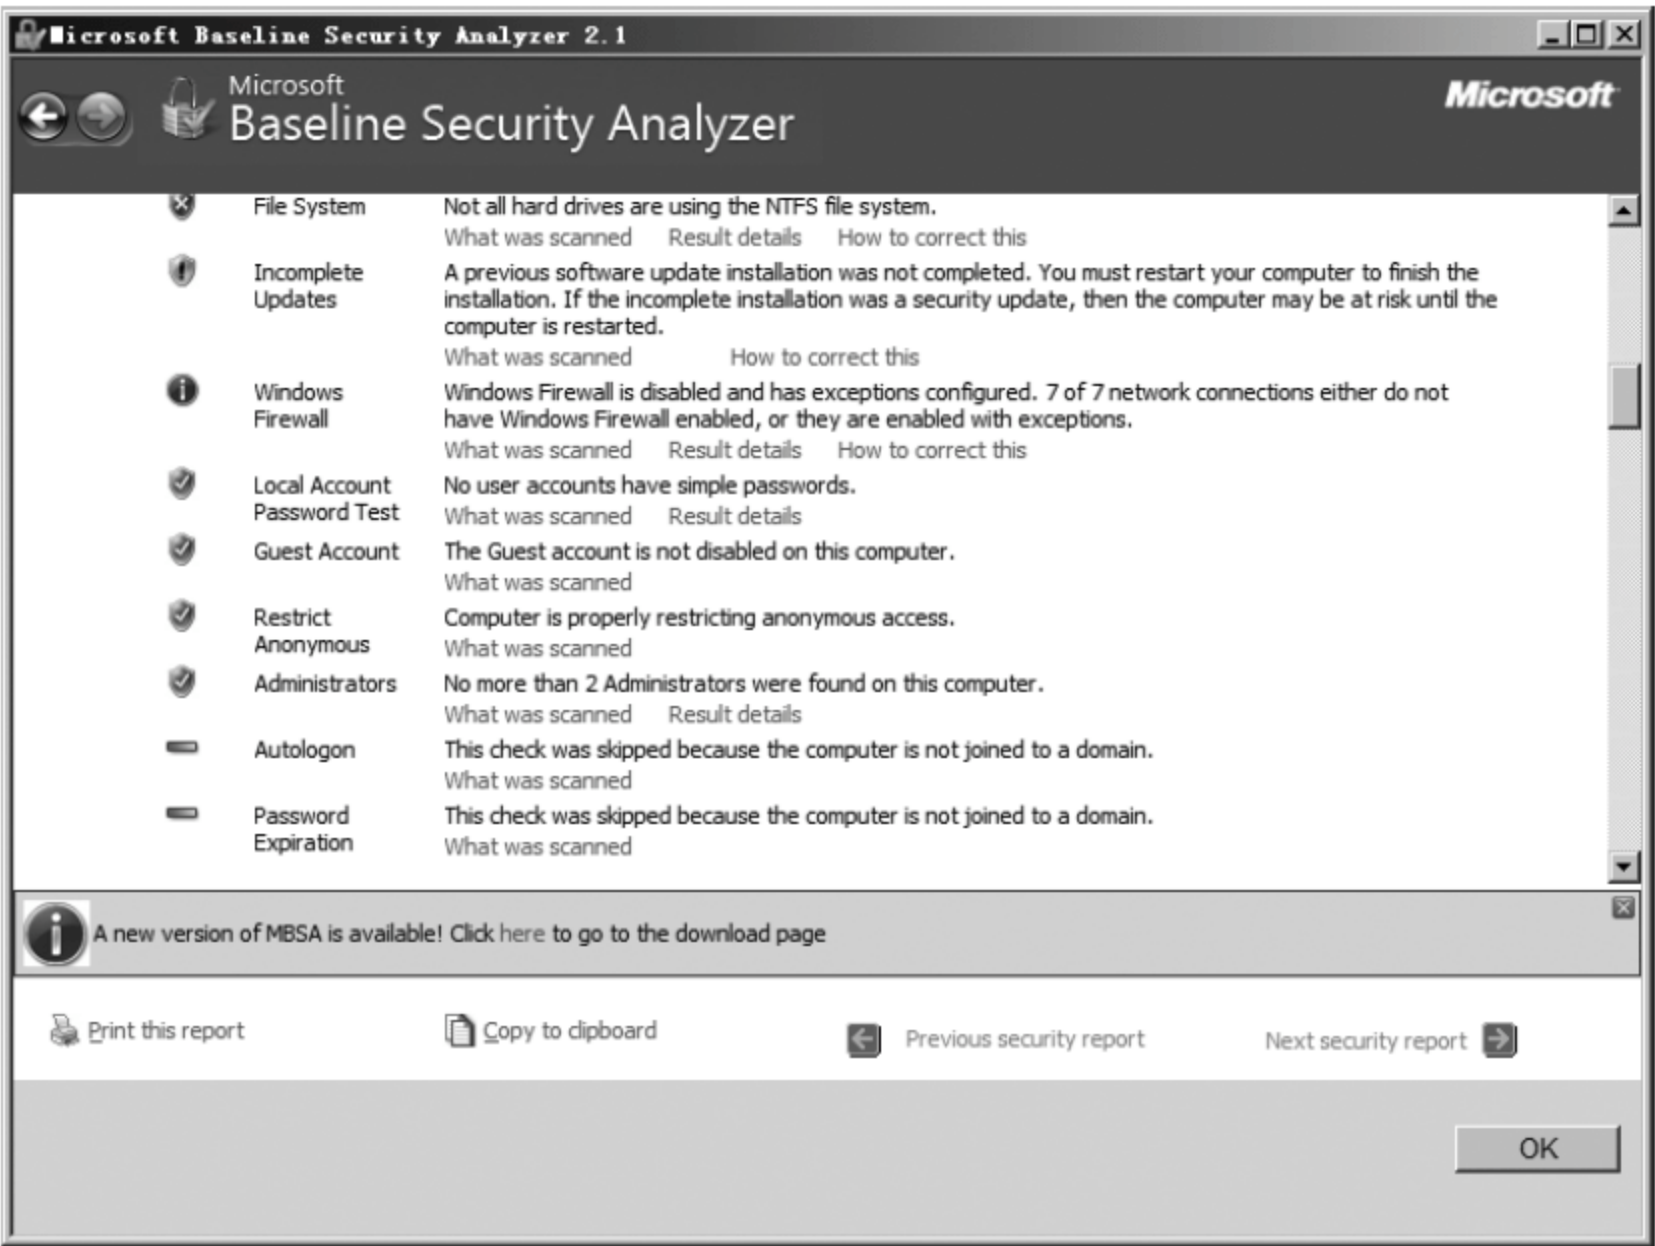 Microsoft Baseline Security Analyzer 2.1
Microsoft
Baseline Security Analyzer
Microsoft
File System Not all hard drives are using the NTFS file system.
What was scanned Result details How to correct this
Incomplete A previous software update installation was not completed. You must restart your computer to finish the
Updates installation. If the incomplete installation was a security update, then the computer may be at risk until the
computer is restarted.
What was scanned How to correct this
Windows Windows Firewall is disabled and has exceptions configured. 7 of 7 network connections either do not
Firewall have Windows Firewall enabled, or they are enabled with exceptions.
What was scanned Result details How to correct this
Local Account No user accounts have simple passwords.
Password Test What was scanned Result details
Guest Account The Guest account is not disabled on this computer.
What was scanned
Restrict Computer is properly restricting anonymous access.
Anonymous What was scanned
Administrators No more than 2 Administrators were found on this computer.
What was scanned Result details
Autologon This check was skipped because the computer is not joined to a domain.
What was scanned
Password This check was skipped because the computer is not joined to a domain.
Expiration What was scanned
A new version of MBSA is available! Click here to go to the download page
Print this report Copy to clipboard Previous security report Next security report
OK